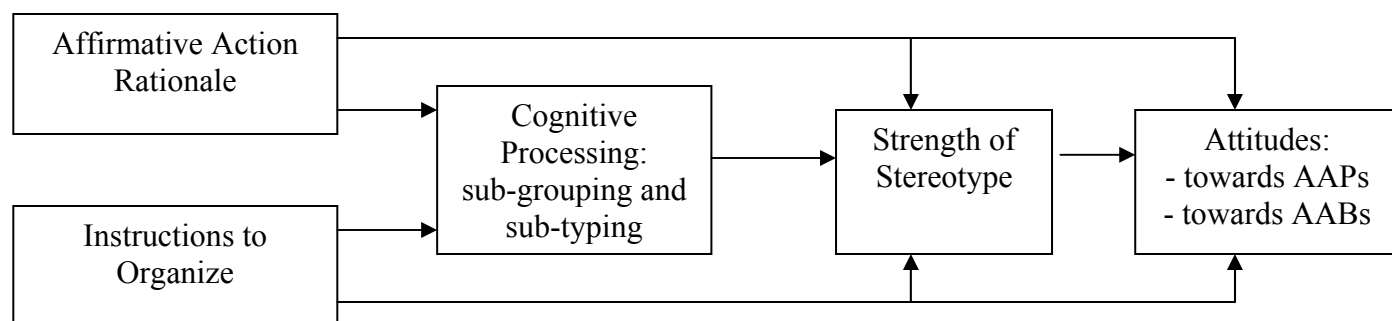 Affirmative Action
Rationale
Instructions to
Organize
Cognitive
Processing:
sub-grouping and
sub-typing
Strength of
Stereotype
Attitudes:
- towards AAPs
- towards AABs